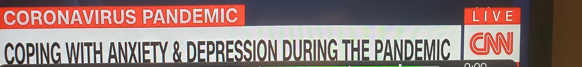 CORONAVIRUS PANDEMIC
LIVE
COPING WITH ANXIETY & DEPRESSION DURING THE PANDEMIC
CNN